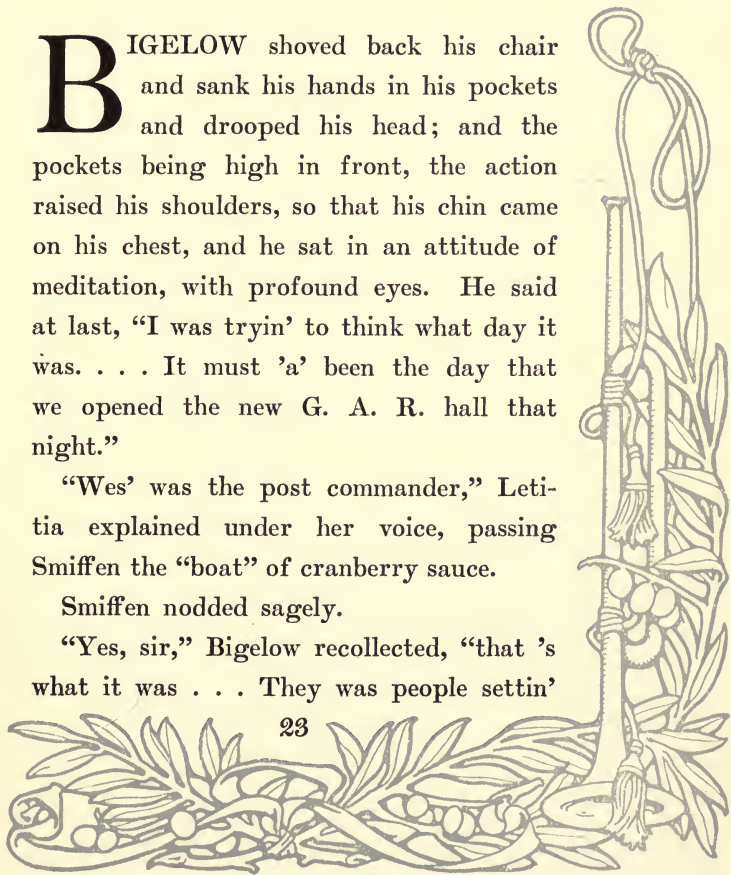 BIGELOW shoved back his chair
and sank his hands in his pockets
and drooped his head; and the
pockets being high in front, the action
raised his shoulders, so that his chin came
on his chest, and he sat in an attitude of
meditation, with profound eyes. He said
at last, “I was tryin’ to think what day it
was. . . . It must ’a’ been the day that
we opened the new G. A. R. hall that
night.”
“Wes’ was the post commander,” Leti-
tia explained under her voice, passing
Smiffen the “boat” of cranberry sauce.
Smiffen nodded sagely.
“Yes, sir,” Bigelow recollected, “that ’s
what it was . . . They was people settin’
23